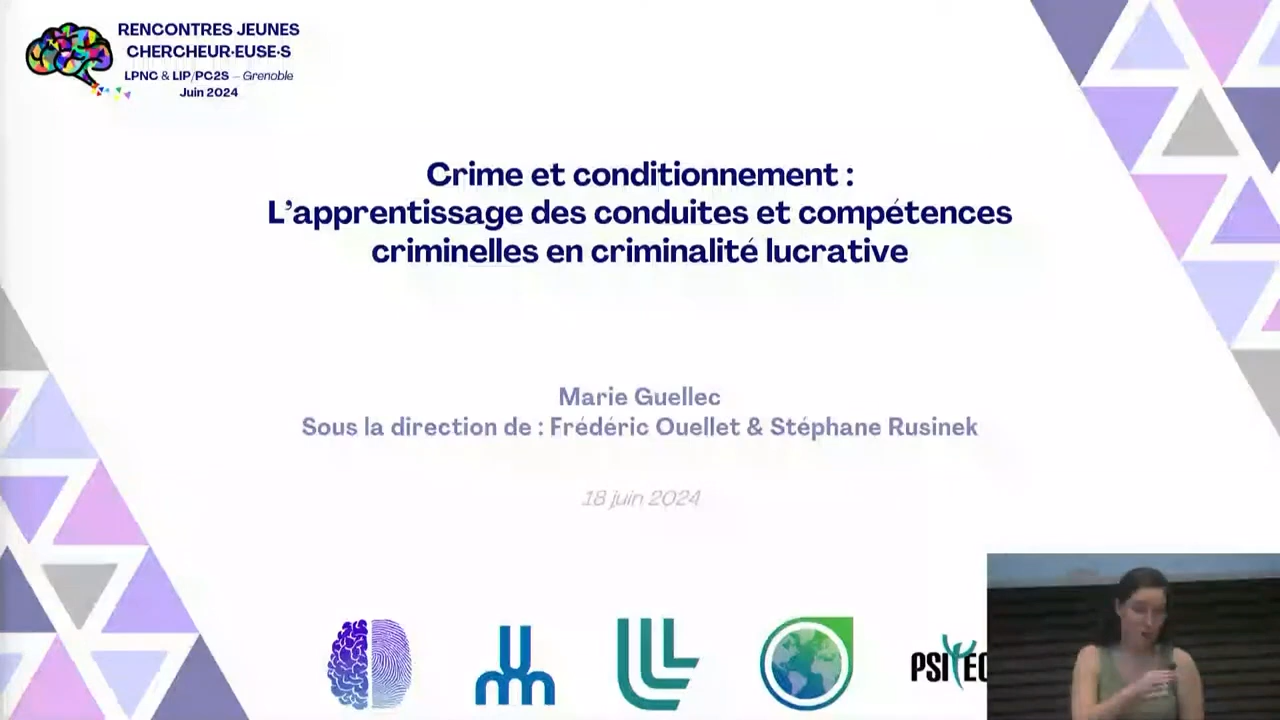 RENCONTRES JEUNES
CHERCHEUR·EUSE·S
LPNC & LIP/PC2S – Grenoble
Juin 2024
Crime et conditionnement :
L’apprentissage des conduites et compétences
criminelles en criminalité lucrative
Marie Guellec
Sous la direction de : Frédéric Ouellet & Stéphane Rusinek
18 juin 2024